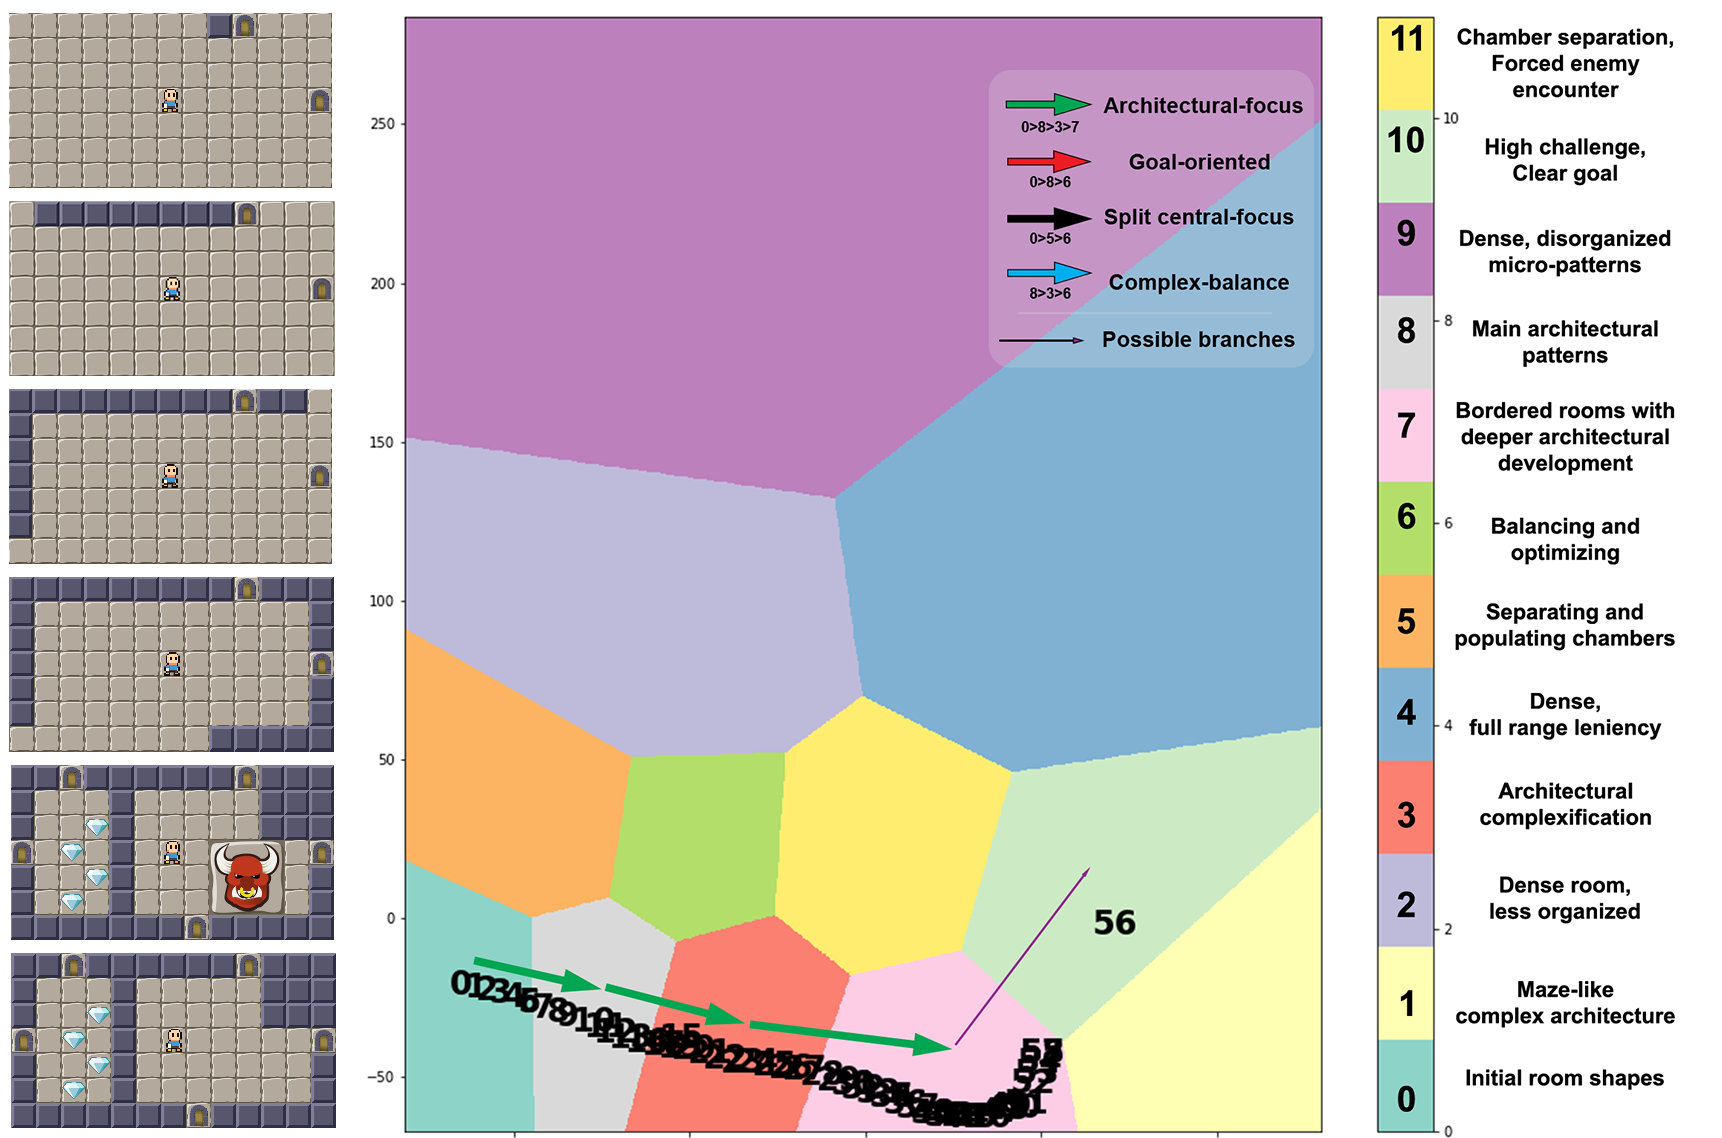 250
200
150
100
50
0
−50
Architectural-focus
0>8>3>7
Goal-oriented
0>8>6
Split central-focus
0>5>6
Complex-balance
8>3>6
Possible branches
56
11
10
9
8
7
6
5
4
3
2
1
0
10
8
6
4
2
0
Chamber separation,
Forced enemy
encounter
High challenge,
Clear goal
Dense, disorganized
micro-patterns
Main architectural
patterns
Bordered rooms with
deeper architectural
development
Balancing and
optimizing
Separating and
populating chambers
Dense,
full range leniency
Architectural
complexification
Dense room,
less organized
Maze-like
complex architecture
Initial room shapes